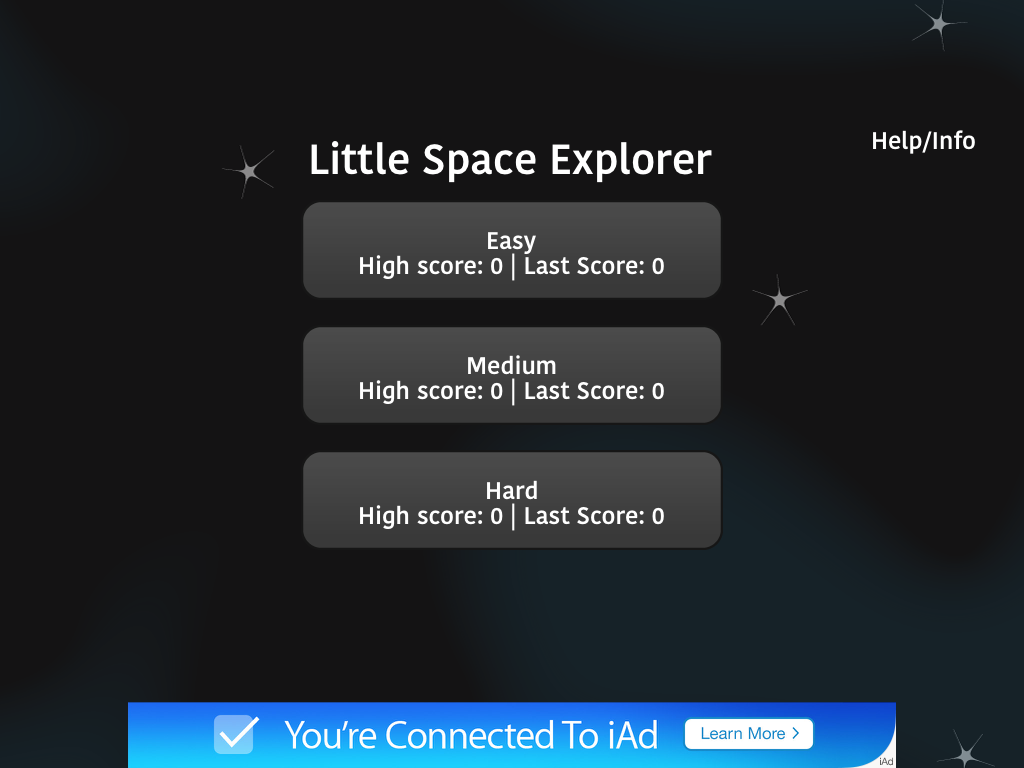 Help/Info
Little Space Explorer
Easy
High score: 0 | Last Score: 0
Medium
High score: 0 | Last Score: 0
Hard
High score: 0 | Last Score: 0
You're Connected To iAd
Learn More
iAd